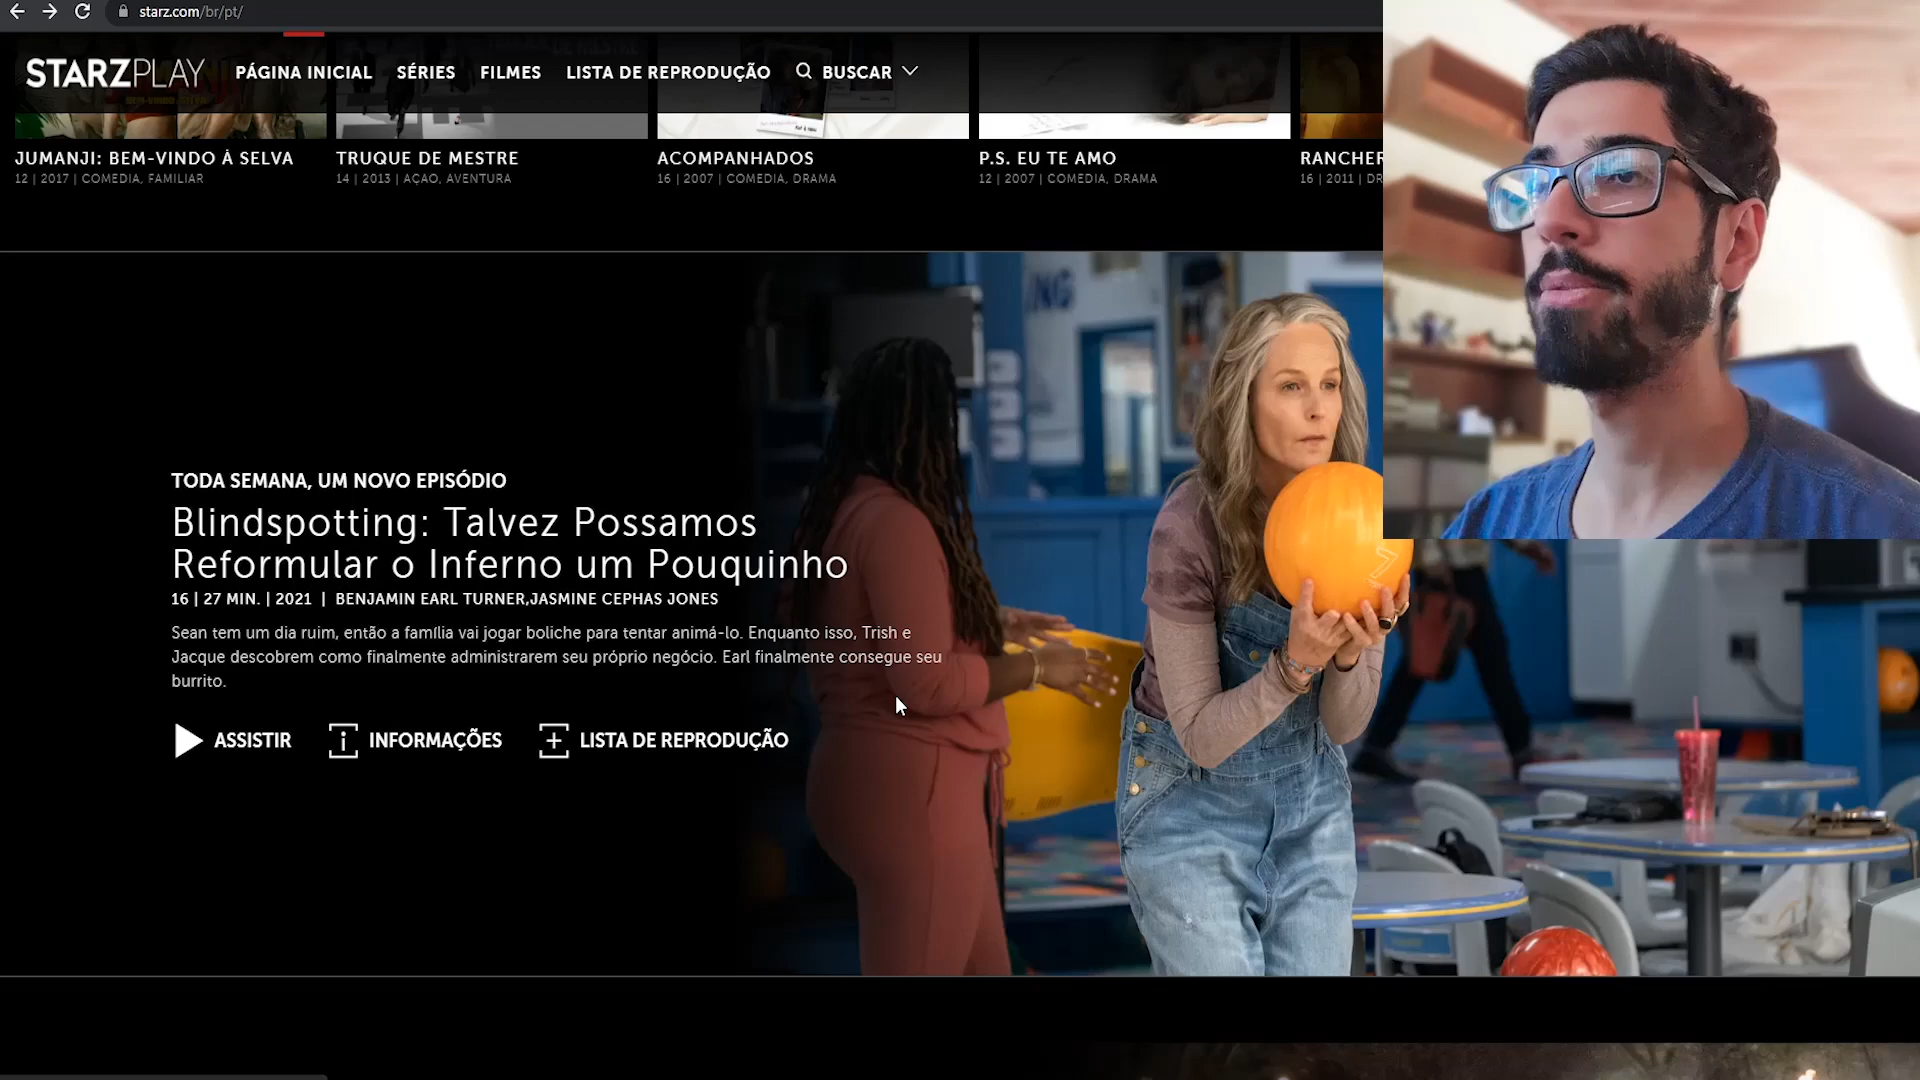 starz.com/br/pt/
STARZPLAY
PÁGINA INICIAL
SÉRIES
FILMES
LISTA DE REPRODUÇÃO
BUSCAR
JUMANJI: BEM-VINDO À SELVA
12 | 2017 | COMEDIA, FAMILIAR
TRUQUE DE MESTRE
14 | 2013 | AÇAO, AVENTURA
ACOMPANHADOS
16 | 2007 | COMEDIA, DRAMA
P.S. EU TE AMO
12 | 2007 | COMEDIA, DRAMA
RANCHER
16 | 2011 | DR
TODA SEMANA, UM NOVO EPISÓDIO
Blindspotting: Talvez Possamos
Reformular o Inferno um Pouquinho
16 | 27 MIN. | 2021 | BENJAMIN EARL TURNER,JASMINE CEPHAS JONES
Sean tem um dia ruim, então a família vai jogar boliche para tentar animá-lo. Enquanto isso, Trish e
Jacque descobrem como finalmente administrarem seu próprio negócio. Earl finalmente consegue seu
burrito.
ASSISTIR
INFORMAÇÕES
LISTA DE REPRODUÇÃO
7